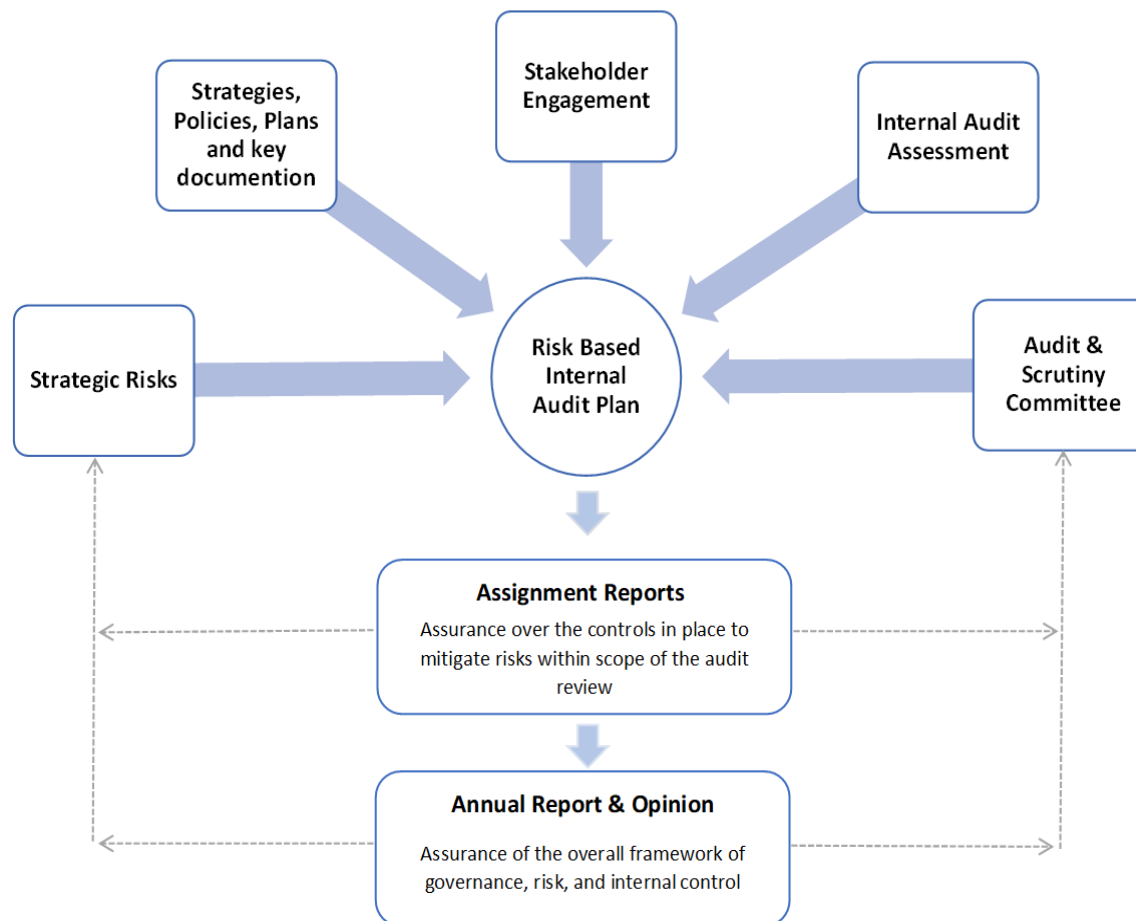 Stakeholder
Engagement
Strategies,
Policies, Plans
and key
documention
Internal Audit
Assessment
Strategic Risks
Risk Based
Internal
Audit Plan
Audit &
Scrutiny
Committee
Assignment Reports
Assurance over the controls in place to
mitigate risks within scope of the audit
review
Annual Report & Opinion
Assurance of the overall framework of
governance, risk, and internal control